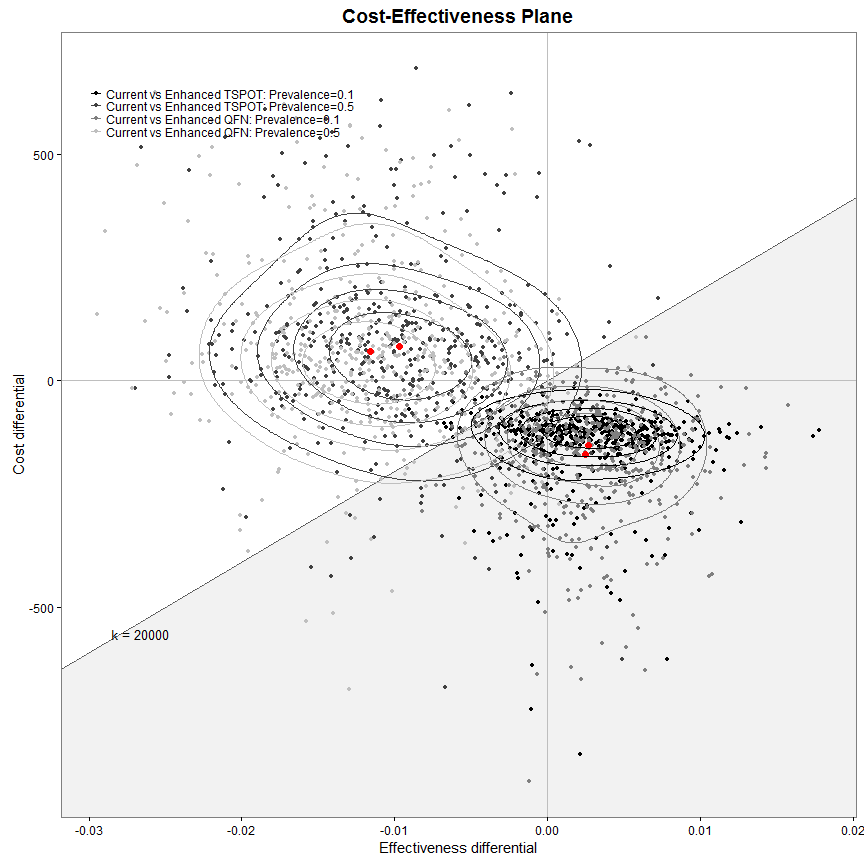 Cost-Effectiveness Plane
Current vs Enhanced TSPOT: Prevalence=0.1
Current vs Enhanced TSPOT: Prevalence=0.5
Current vs Enhanced QFN: Prevalence=0.1
Current vs Enhanced QFN: Prevalence=0.5
500
0
-500
Cost differential
k = 20000
-0.03
-0.02
-0.01
0.00
0.01
0.02
Effectiveness differential